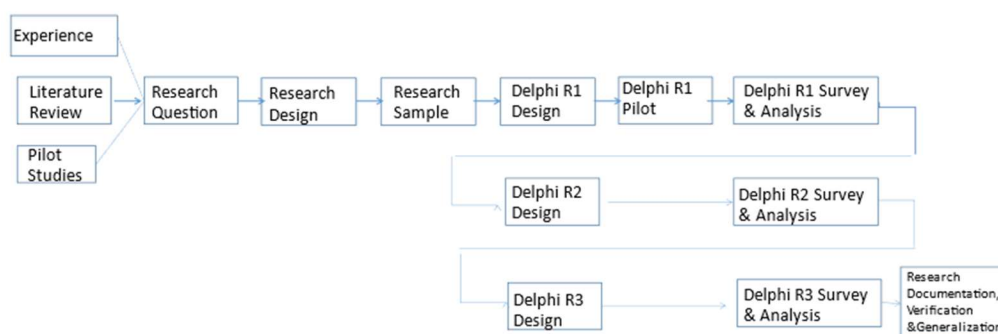 Experience
Literature
Review
Pilot
Studies
Research
Question
Research
Design
Research
Sample
Delphi R1
Design
Delphi R1
Pilot
Delphi R1 Survey
& Analysis
Delphi R2
Design
Delphi R2 Survey
& Analysis
Delphi R3
Design
Delphi R3 Survey
& Analysis
Research
Documentation,
Verification
&Generalization